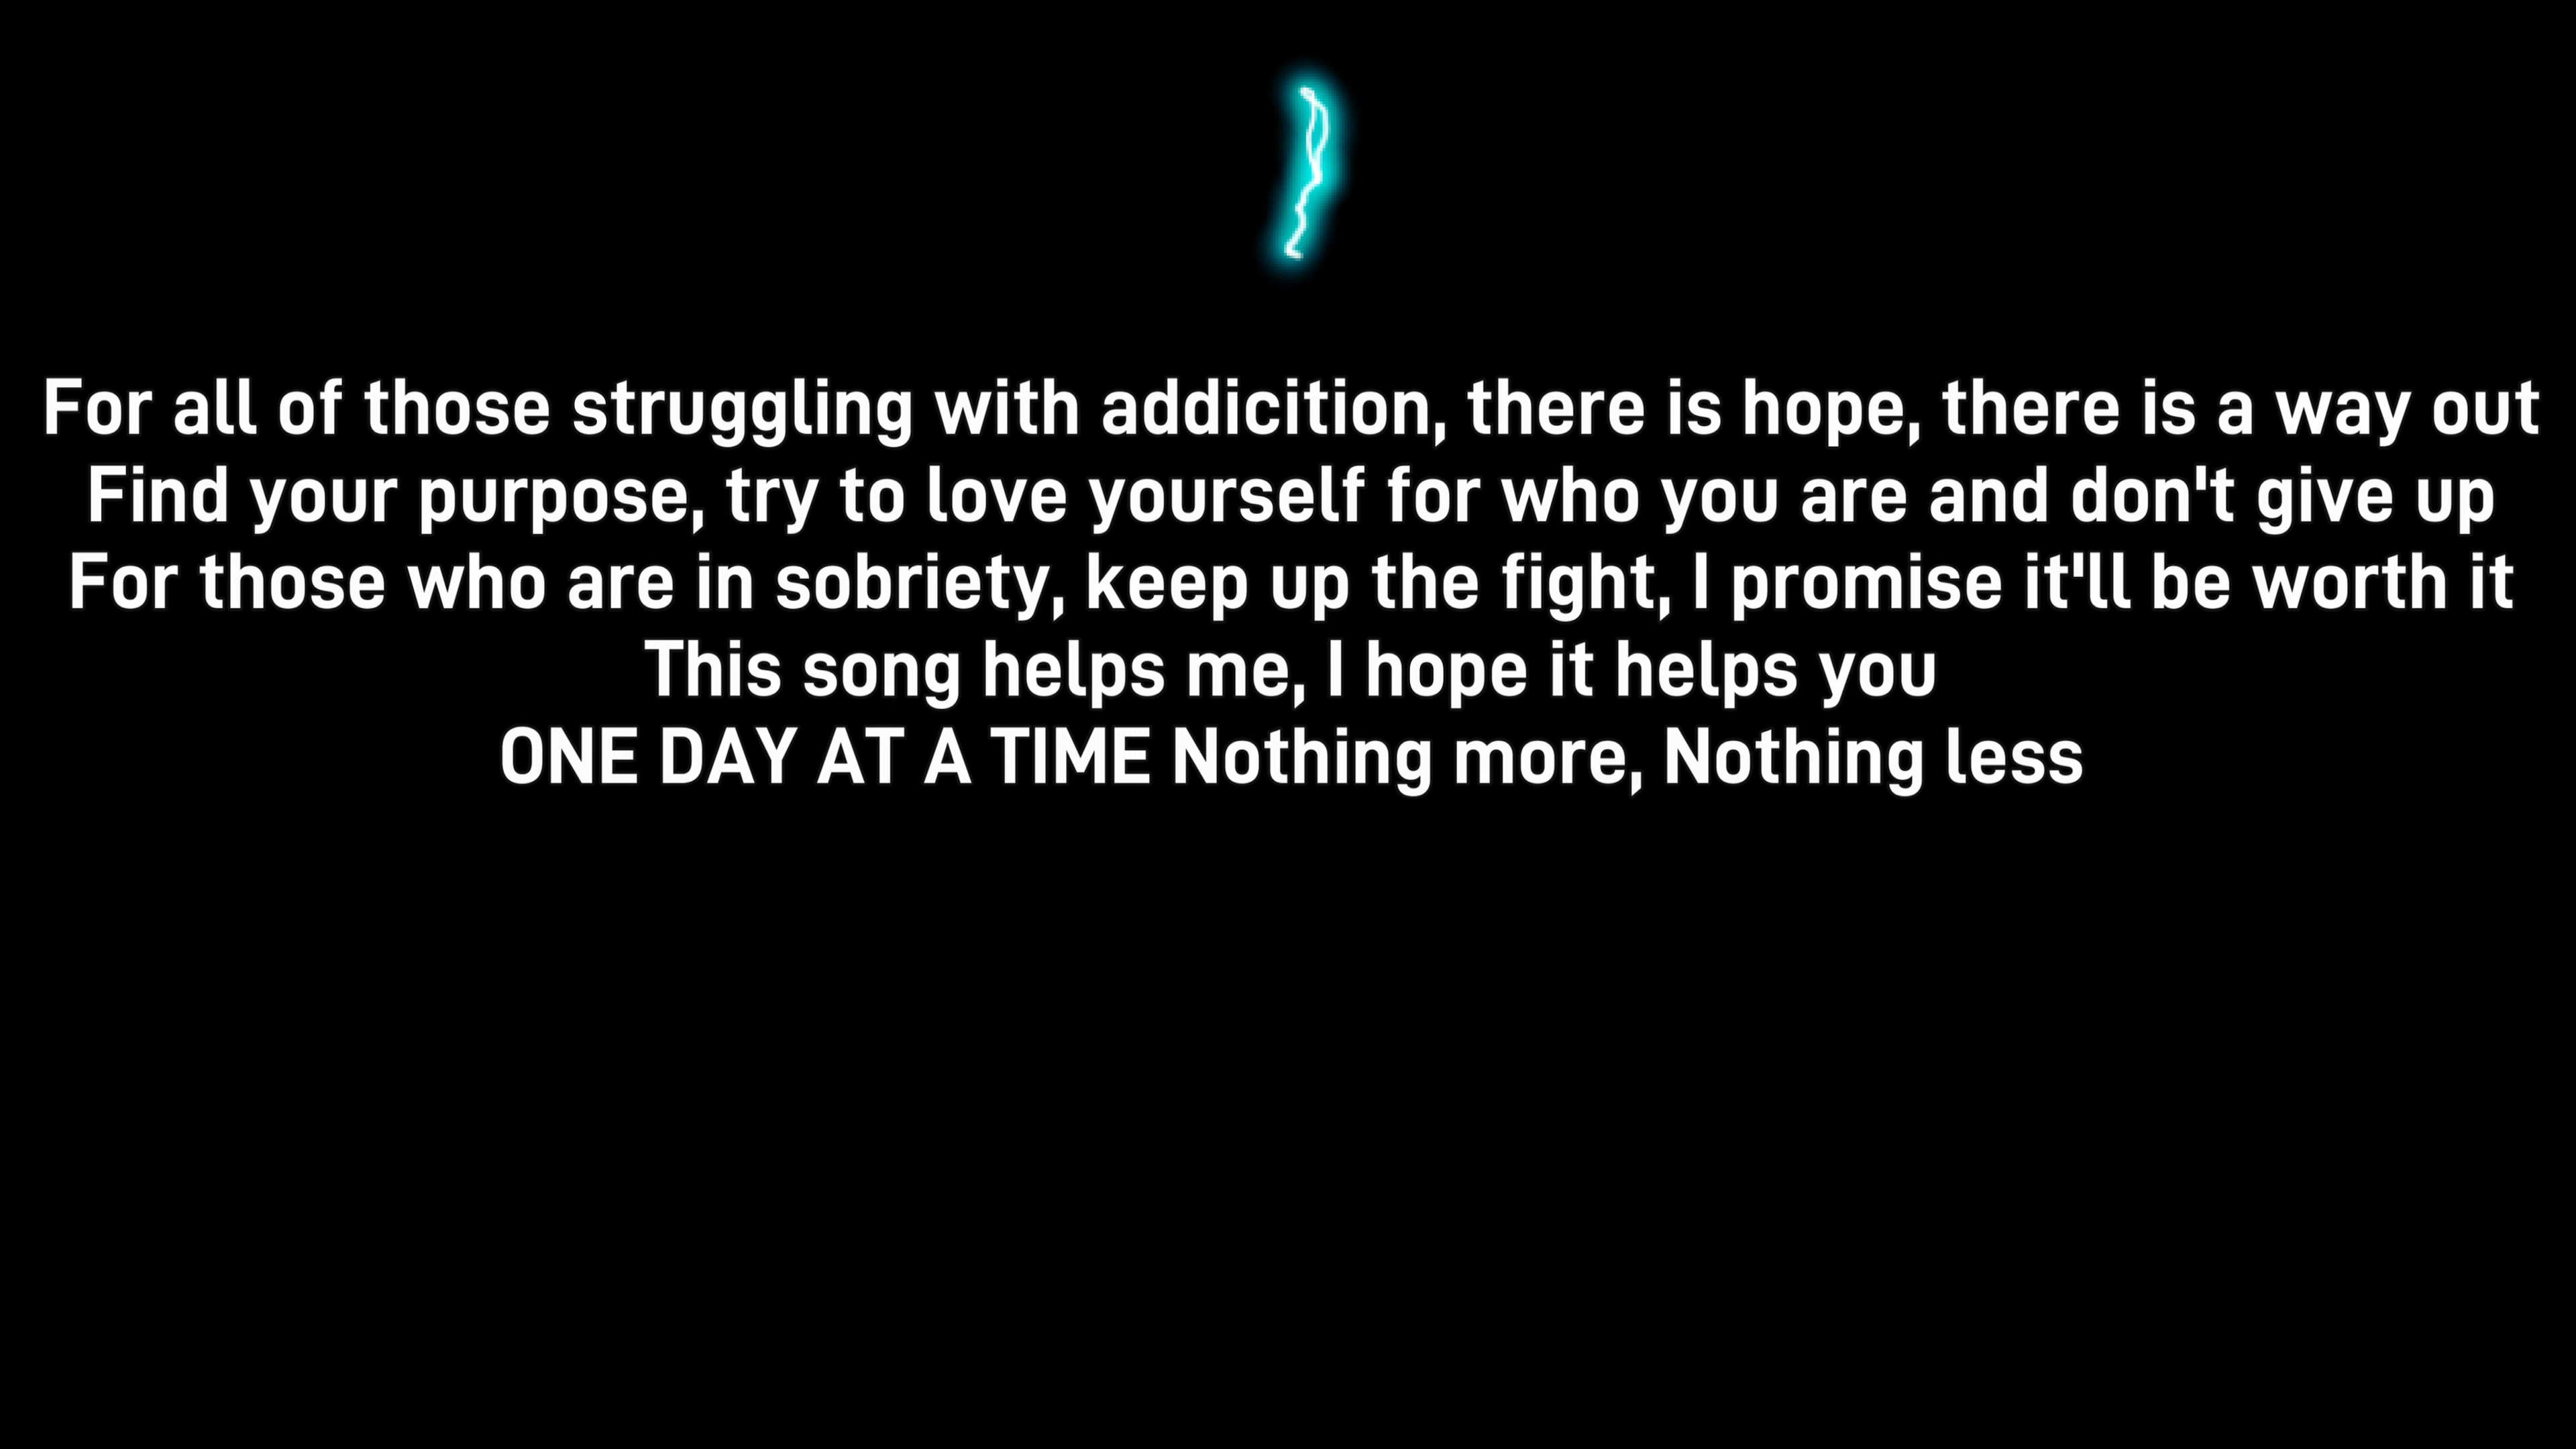 For all of those struggling with addicition, there is hope, there is a way out
Find your purpose, try to love yourself for who you are and don't give up
For those who are in sobriety, keep up the fight, I promise it'll be worth it
This song helps me, I hope it helps you
ONE DAY AT A TIME Nothing more, Nothing less